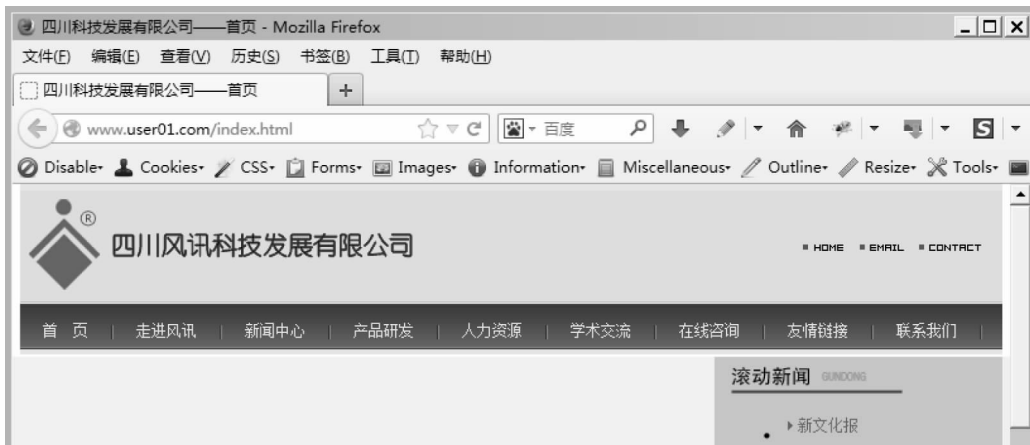 四川科技发展有限公司——首页 - Mozilla Firefox
文件(F) 编辑(E) 查看(V) 历史(S) 书签(B) 工具(T) 帮助(H)
四川科技发展有限公司——首页 +
www.user01.com/index.html 百度
Disable Cookies CSS Forms Images Information Miscellaneous Outline Resize Tools
® 四川风讯科技发展有限公司 HOME EMAIL CONTACT
首 页 | 走进风讯 | 新闻中心 | 产品研发 | 人力资源 | 学术交流 | 在线咨询 | 友情链接 | 联系我们 |
滚动新闻 GUNDONG
新文化报